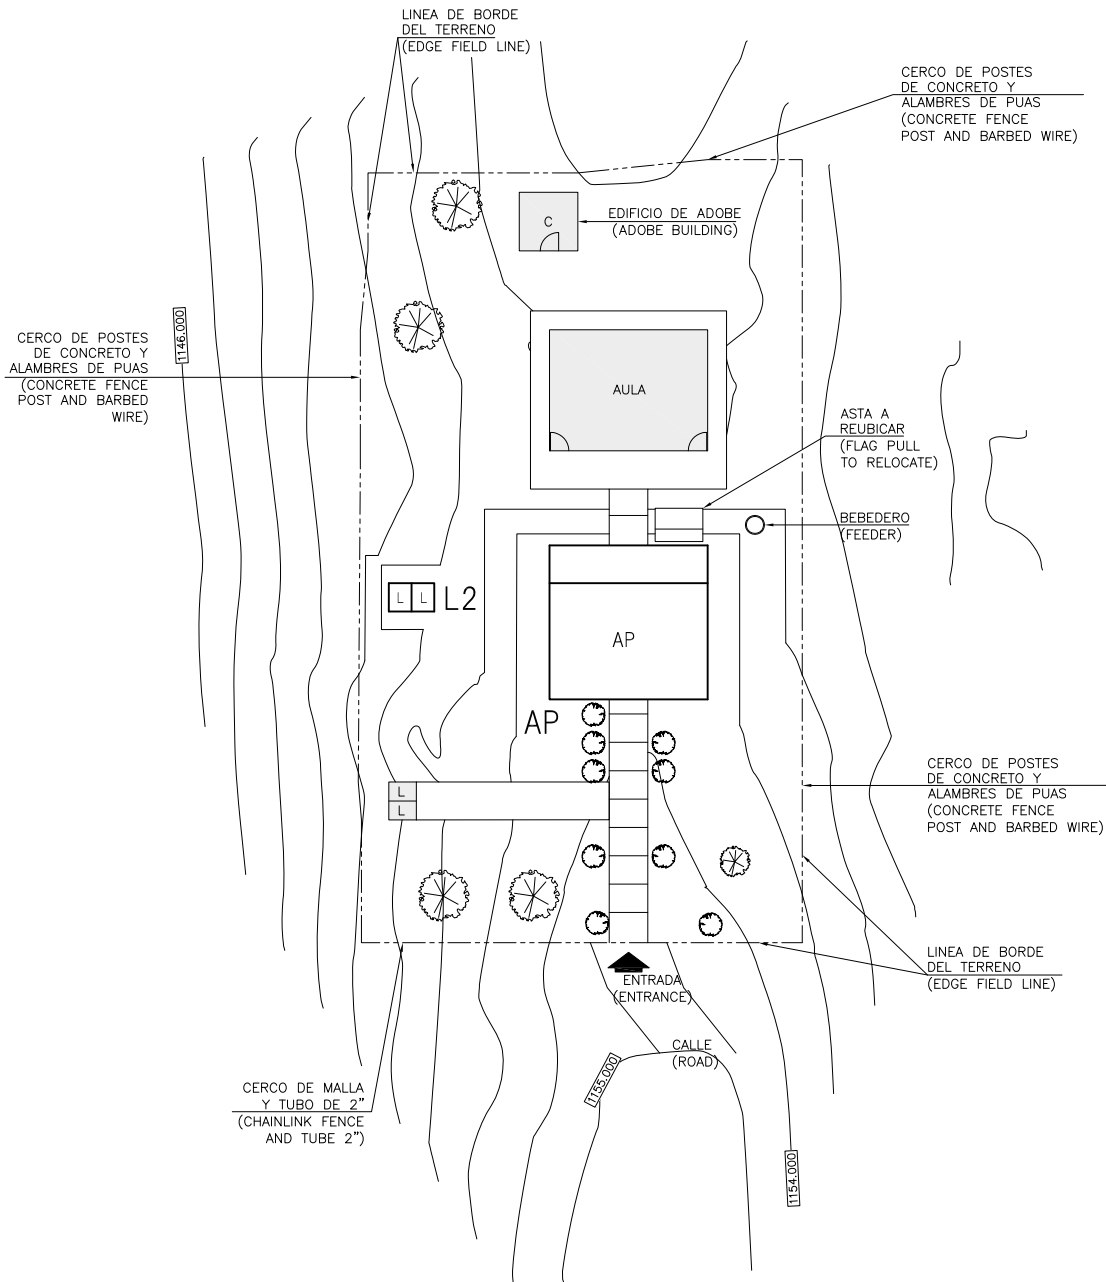 LINEA DE BORDE
DEL TERRENO
(EDGE FIELD LINE)
CERCO DE POSTES
DE CONCRETO Y
ALAMBRES DE PUAS
(CONCRETE FENCE
POST AND BARBED WIRE)
C
EDIFICIO DE ADOBE
(ADOBE BUILDING)
1146.000
CERCO DE POSTES
DE CONCRETO Y
ALAMBRES DE PUAS
(CONCRETE FENCE
POST AND BARBED
WIRE)
AULA
ASTA A
REUBICAR
(FLAG PULL
TO RELOCATE)
BEBEDERO
(FEEDER)
L L L2
AP
AP
L
L
CERCO DE POSTES
DE CONCRETO Y
ALAMBRES DE PUAS
(CONCRETE FENCE
POST AND BARBED WIRE)
LINEA DE BORDE
DEL TERRENO
(EDGE FIELD LINE)
ENTRADA
(ENTRANCE)
CALLE
(ROAD)
1155.000
CERCO DE MALLA
Y TUBO DE 2"
(CHAINLINK FENCE
AND TUBE 2")
1154.000